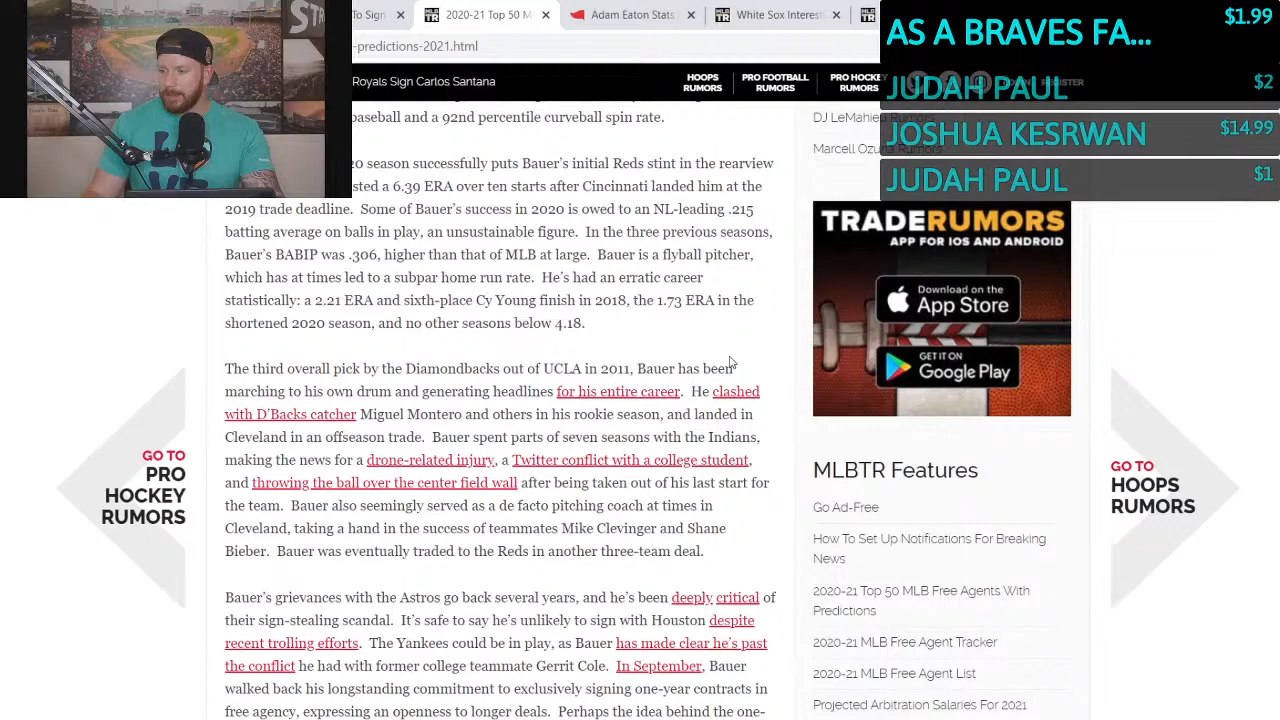 To Sign
2020-21 Top 50 M
Adam Eaton Stats
White Sox Interest
-predictions-2021.html
Royals Sign Carlos Santana
HOOPS RUMORS
PRO FOOTBALL RUMORS
PRO HOCKEY RUMORS
REGISTER
AS A BRAVES FA... $1.99
JUDAH PAUL $2
JOSHUA KESRWAN $14.99
JUDAH PAUL $1
DJ LeMahieu Rumors
Marcell Ozuna Rumors
baseball and a 92nd percentile curveball spin rate.
20 season successfully puts Bauer's initial Reds stint in the rearview
sted a 6.39 ERA over ten starts after Cincinnati landed him at the
2019 trade deadline. Some of Bauer's success in 2020 is owed to an NL-leading .215
batting average on balls in play, an unsustainable figure. In the three previous seasons,
Bauer's BABIP was .306, higher than that of MLB at large. Bauer is a flyball pitcher,
which has at times led to a subpar home run rate. He's had an erratic career
statistically: a 2.21 ERA and sixth-place Cy Young finish in 2018, the 1.73 ERA in the
shortened 2020 season, and no other seasons below 4.18.
The third overall pick by the Diamondbacks out of UCLA in 2011, Bauer has been
marching to his own drum and generating headlines for his entire career. He clashed
with D'Backs catcher Miguel Montero and others in his rookie season, and landed in
Cleveland in an offseason trade. Bauer spent parts of seven seasons with the Indians,
making the news for a drone-related injury, a Twitter conflict with a college student,
and throwing the ball over the center field wall after being taken out of his last start for
the team. Bauer also seemingly served as a de facto pitching coach at times in
Cleveland, taking a hand in the success of teammates Mike Clevinger and Shane
Bieber. Bauer was eventually traded to the Reds in another three-team deal.
Bauer's grievances with the Astros go back several years, and he's been deeply critical of
their sign-stealing scandal. It's safe to say he's unlikely to sign with Houston despite
recent trolling efforts. The Yankees could be in play, as Bauer has made clear he's past
the conflict he had with former college teammate Gerrit Cole. In September, Bauer
walked back his longstanding commitment to exclusively signing one-year contracts in
free agency, expressing an openness to longer deals. Perhaps the idea behind the one-
TRADERUMORS
APP FOR IOS AND ANDROID
Download on the
App Store
GET IT ON
Google Play
MLBTR Features
Go Ad-Free
How To Set Up Notifications For Breaking
News
2020-21 Top 50 MLB Free Agents With
Predictions
2020-21 MLB Free Agent Tracker
2020-21 MLB Free Agent List
Projected Arbitration Salaries For 2021
GO TO
PRO
HOCKEY
RUMORS
GO TO
HOOPS
RUMORS